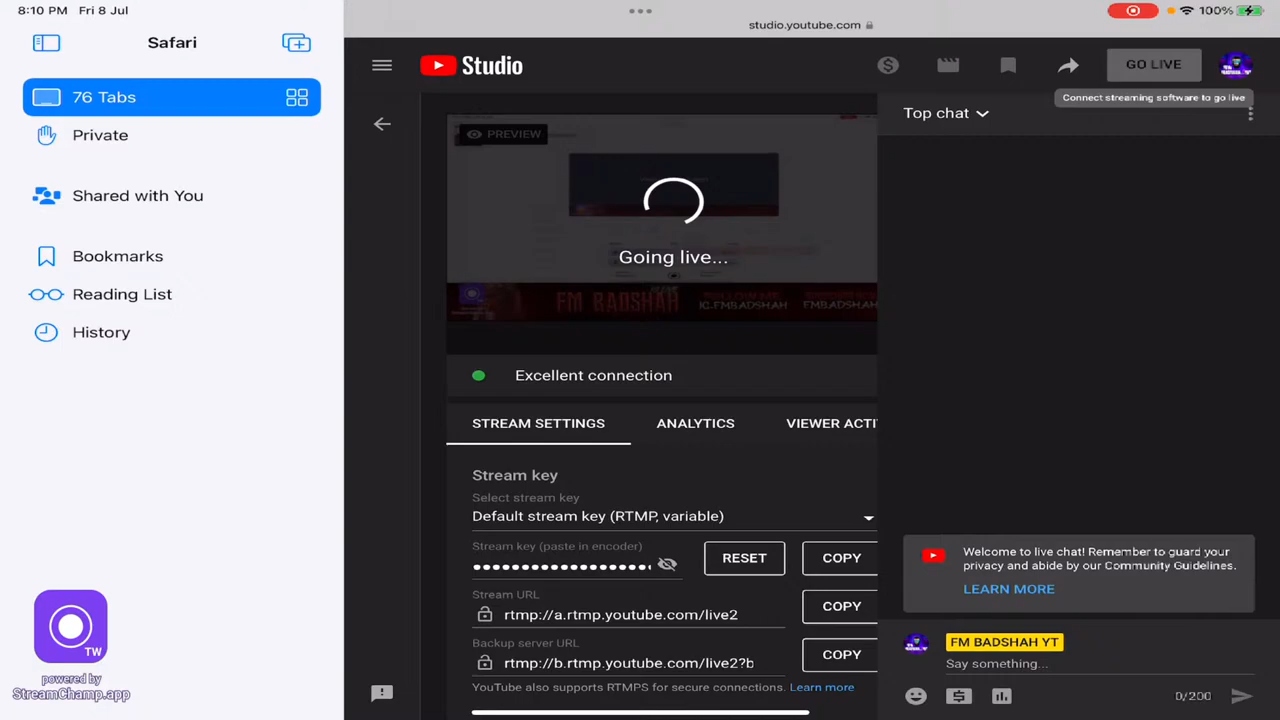 8:10 PM Fri 8 Jul
studio.youtube.com
100%
Safari
76 Tabs
Private
Shared with You
Bookmarks
Reading List
History
TW
powered by
StreamChamp.app
Studio
GO LIVE
Connect streaming software to go live
PREVIEW
Going live...
FM BADSHAH
IG:FMBADSHAH
FMBADSHAH
Excellent connection
STREAM SETTINGS
ANALYTICS
VIEWER ACTI
Stream key
Select stream key
Default stream key (RTMP, variable)
Stream key (paste in encoder)
RESET
COPY
Stream URL
rtmp://a.rtmp.youtube.com/live2
COPY
Backup server URL
rtmp://b.rtmp.youtube.com/live2?b
COPY
YouTube also supports RTMPS for secure connections. Learn more
Top chat
Welcome to live chat! Remember to guard your
privacy and abide by our Community Guidelines.
LEARN MORE
FM BADSHAH YT
Say something...
0/200